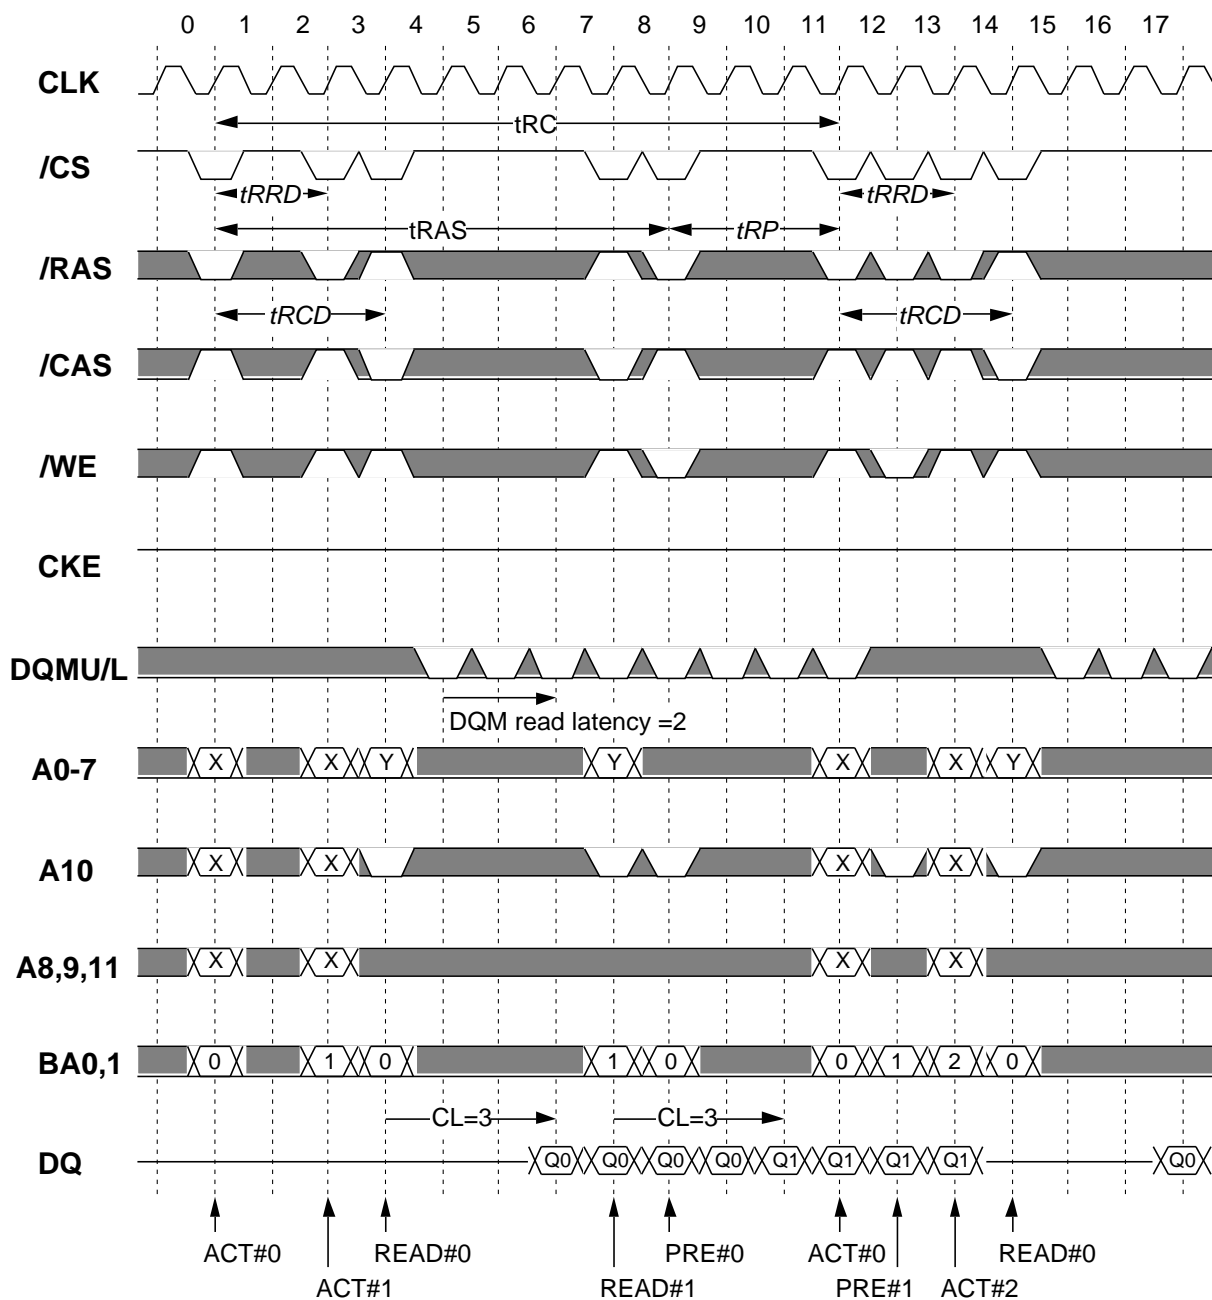 0 1 2 3 4 5 6 7 8 9 10 11 12 13 14 15 16 17
CLK
tRC
/CS
tRRD tRRD
tRAS tRP
/RAS
tRCD tRCD
/CAS
/WE
CKE
DQMU/L
DQM read latency =2
A0-7 X X Y Y X X Y
A10 X X X X
A8,9,11 X X X X
BA0,1 0 1 0 1 0 0 1 2 0
CL=3 CL=3
DQ Q0 Q0 Q0 Q0 Q1 Q1 Q1 Q1 Q0
ACT#0 READ#0 PRE#0 ACT#0 READ#0
ACT#1 READ#1 PRE#1 ACT#2